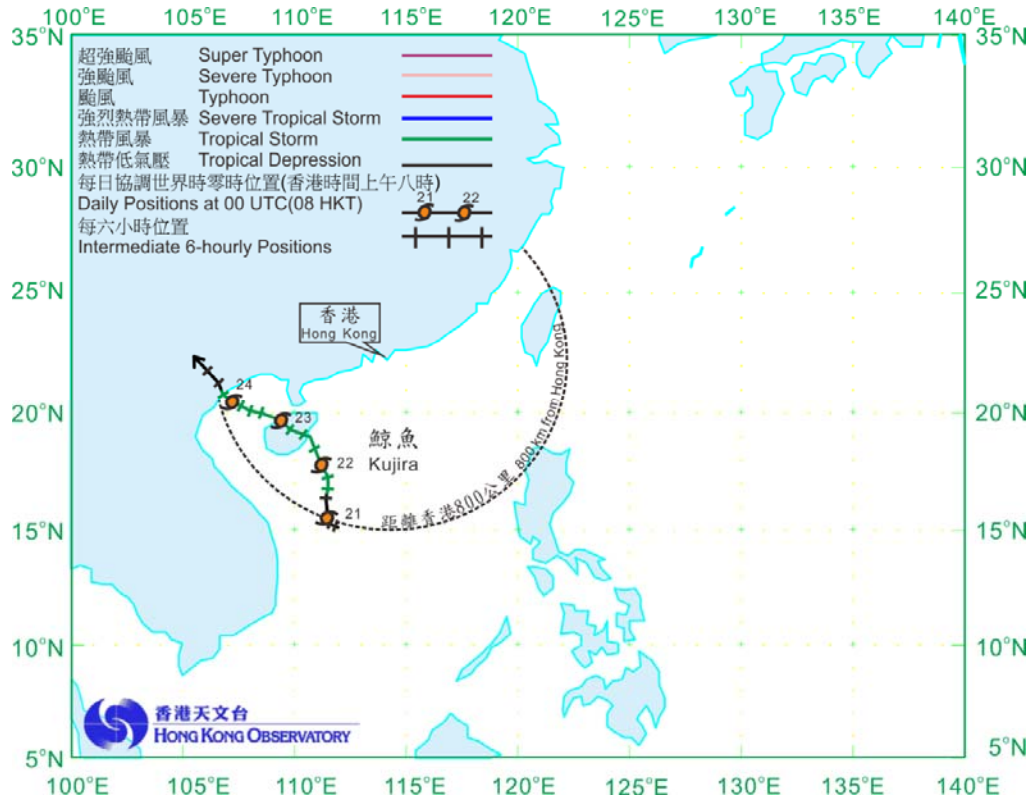 100°E 105°E 110°E 115°E 120°E 125°E 130°E 135°E 140°E
35°N 35°N
超強颱風 Super Typhoon
強颱風 Severe Typhoon
颱風 Typhoon
強烈熱帶風暴 Severe Tropical Storm
熱帶風暴 Tropical Storm
熱帶低氣壓 Tropical Depression
30°N 30°N
每日協調世界時零時位置(香港時間上午八時)
21 22
Daily Positions at 00 UTC(08 HKT)
每六小時位置
Intermediate 6-hourly Positions
25°N 25°N
香港
Hong Kong
24
20°N 20°N
23
鯨魚
Kujira
22
21
距離香港800公里 800 km from Hong Kong
15°N 15°N
10°N 10°N
香港天文台
HONG KONG OBSERVATORY
5°N 5°N
100°E 105°E 110°E 115°E 120°E 125°E 130°E 135°E 140°E